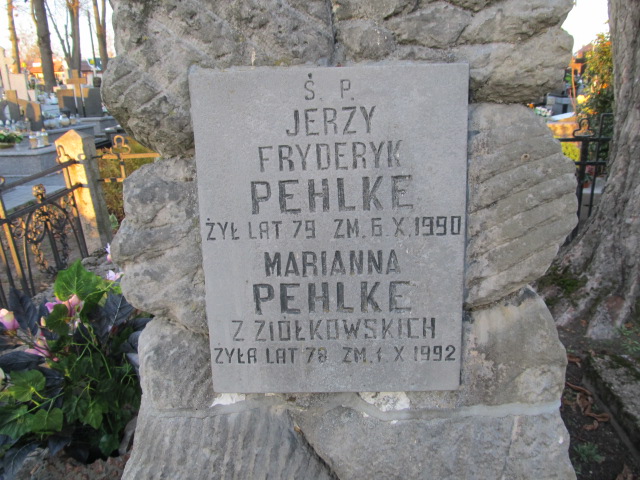 Ś. P.
JERZY
FRYDERYK
PEHLKE
ŻYŁ LAT 79 ZM. 6. X. 1990
MARIANNA
PEHLKE
Z ZIÓŁKOWSKICH
ŻYŁA LAT 78 ZM. 1 X 1992